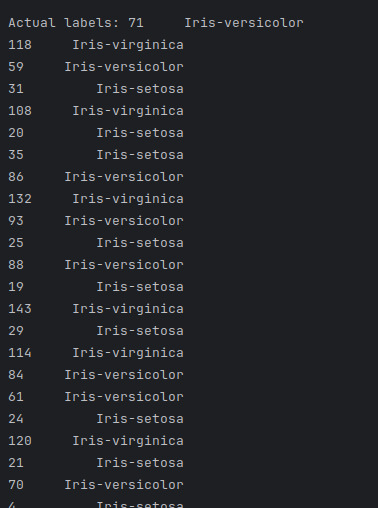 Actual labels: 71     Iris-versicolor
118     Iris-virginica
59     Iris-versicolor
31         Iris-setosa
108     Iris-virginica
20         Iris-setosa
35         Iris-setosa
86     Iris-versicolor
132     Iris-virginica
93     Iris-versicolor
25         Iris-setosa
88     Iris-versicolor
19         Iris-setosa
143     Iris-virginica
29         Iris-setosa
114     Iris-virginica
84     Iris-versicolor
61     Iris-versicolor
24         Iris-setosa
120     Iris-virginica
21         Iris-setosa
70     Iris-versicolor
4          Iris-setosa